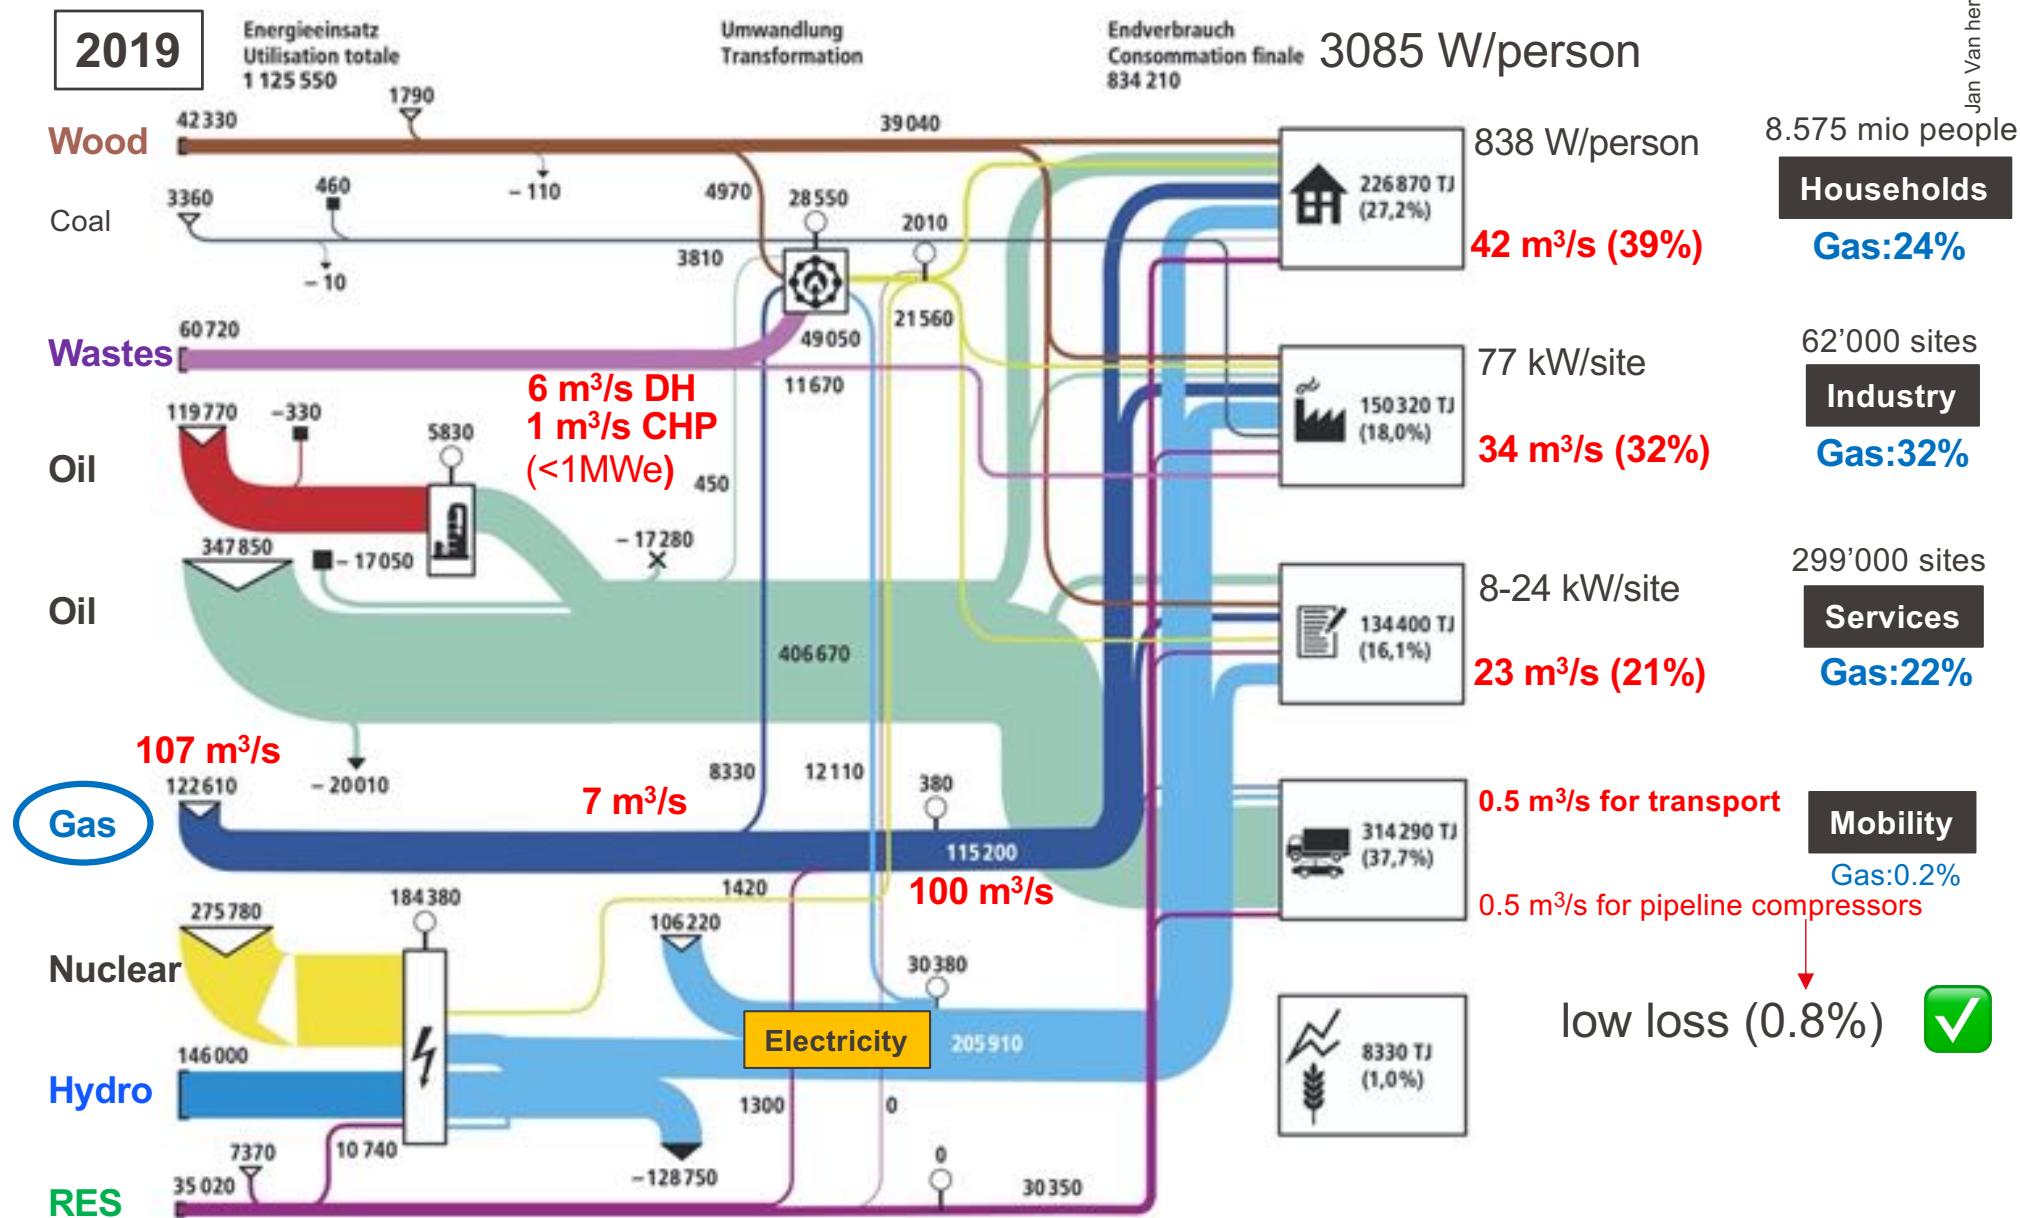 2019
Energieeinsatz
Utilisation totale
1 125 550
Umwandlung
Transformation
Endverbrauch
Consommation finale
834 210
3085 W/person
Jan Van her
1790
42 330
39 040
Wood
838 W/person
8.575 mio people
Households
226 870 TJ
(27,2%)
42 m³/s (39%)
Gas:24%
– 110
4970
28 550
2010
3360
460
Coal
3810
– 10
60 720
Wastes
49 050
21 560
11 670
62’000 sites
77 kW/site
Industry
150 320 TJ
(18,0%)
34 m³/s (32%)
Gas:32%
6 m³/s DH
1 m³/s CHP
(<1MWe)
450
119 770
–330
5830
Oil
347 850
– 17 050
– 17 280
Oil
406 670
299’000 sites
8-24 kW/site
Services
134 400 TJ
(16,1%)
23 m³/s (21%)
Gas:22%
107 m³/s
122 610
– 20 010
8330
12 110
380
7 m³/s
Gas
115 200
100 m³/s
0.5 m³/s for transport
Mobility
314 290 TJ
(37,7%)
Gas:0.2%
0.5 m³/s for pipeline compressors
low loss (0.8%)
1420
275 780
184 380
106 220
Nuclear
30 380
Electricity
205 910
146 000
Hydro
8330 TJ
(1,0%)
1300
0
7370
10 740
–128 750
0
35 020
30 350
RES